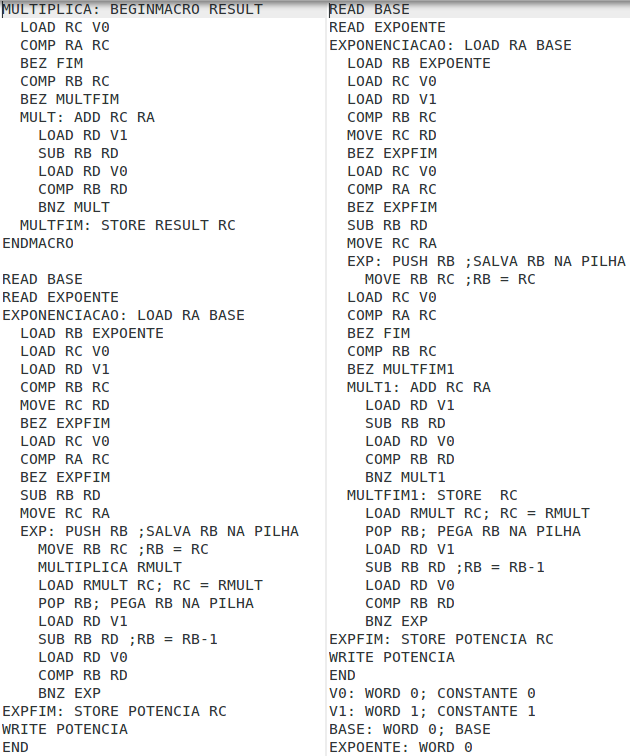 MULTIPLICA: BEGINMACRO RESULT
LOAD RC V0
COMP RA RC
BEZ FIM
COMP RB RC
BEZ MULTFIM
MULT: ADD RC RA
LOAD RD V1
SUB RB RD
LOAD RD V0
COMP RB RD
BNZ MULT
MULTFIM: STORE RESULT RC
ENDMACRO
READ BASE
READ EXPOENTE
EXPONENCIACAO: LOAD RA BASE
LOAD RB EXPOENTE
LOAD RC V0
LOAD RD V1
COMP RB RC
MOVE RC RD
BEZ EXPFIM
LOAD RC V0
COMP RA RC
BEZ EXPFIM
SUB RB RD
MOVE RC RA
EXP: PUSH RB ;SALVA RB NA PILHA
MOVE RB RC ;RB = RC
MULTIPLICA RMULT
LOAD RMULT RC; RC = RMULT
POP RB; PEGA RB NA PILHA
LOAD RD V1
SUB RB RD ;RB = RB-1
LOAD RD V0
COMP RB RD
BNZ EXP
EXPFIM: STORE POTENCIA RC
WRITE POTENCIA
END
READ BASE
READ EXPOENTE
EXPONENCIACAO: LOAD RA BASE
LOAD RB EXPOENTE
LOAD RC V0
LOAD RD V1
COMP RB RC
MOVE RC RD
BEZ EXPFIM
LOAD RC V0
COMP RA RC
BEZ EXPFIM
SUB RB RD
MOVE RC RA
EXP: PUSH RB ;SALVA RB NA PILHA
MOVE RB RC ;RB = RC
LOAD RC V0
COMP RA RC
BEZ FIM
COMP RB RC
BEZ MULTFIM1
MULT1: ADD RC RA
LOAD RD V1
SUB RB RD
LOAD RD V0
COMP RB RD
BNZ MULT1
MULTFIM1: STORE  RC
LOAD RMULT RC; RC = RMULT
POP RB; PEGA RB NA PILHA
LOAD RD V1
SUB RB RD ;RB = RB-1
LOAD RD V0
COMP RB RD
BNZ EXP
EXPFIM: STORE POTENCIA RC
WRITE POTENCIA
END
V0: WORD 0; CONSTANTE 0
V1: WORD 1; CONSTANTE 1
BASE: WORD 0; BASE
EXPOENTE: WORD 0